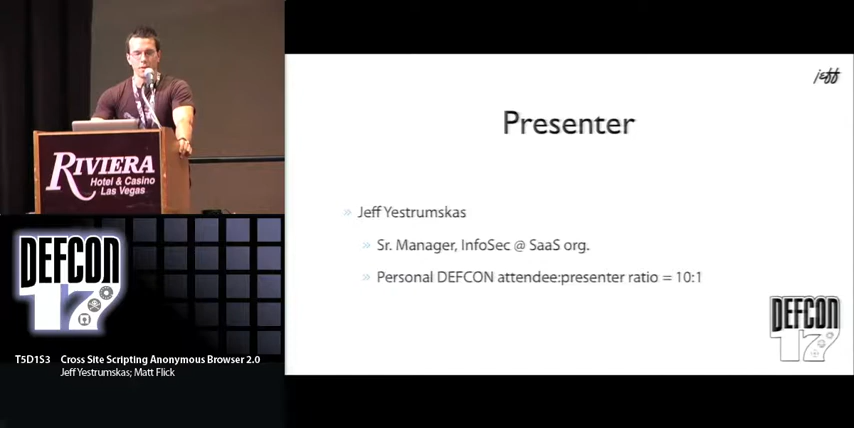 RIVIERA
Hotel & Casino
Las Vegas
DEFCON
17
T5D1S3 Cross Site Scripting Anonymous Browser 2.0
Jeff Yestrumskas; Matt Flick
jeff
Presenter
» Jeff Yestrumskas
» Sr. Manager, InfoSec @ SaaS org.
» Personal DEFCON attendee:presenter ratio = 10:1
DEFCON
17